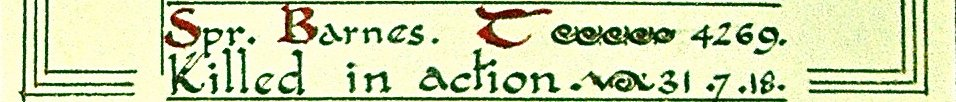 Spr. Barnes. T 4269.
Killed in action. 31.7.18.